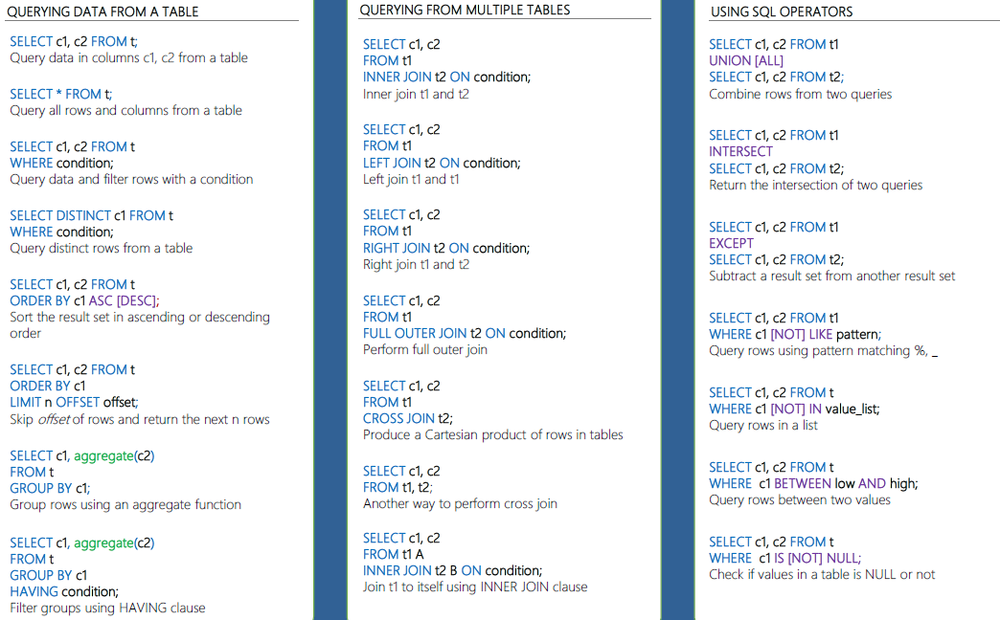 QUERYING DATA FROM A TABLE
SELECT c1, c2 FROM t;
Query data in columns c1, c2 from a table
SELECT * FROM t;
Query all rows and columns from a table
SELECT c1, c2 FROM t
WHERE condition;
Query data and filter rows with a condition
SELECT DISTINCT c1 FROM t
WHERE condition;
Query distinct rows from a table
SELECT c1, c2 FROM t
ORDER BY c1 ASC [DESC];
Sort the result set in ascending or descending
order
SELECT c1, c2 FROM t
ORDER BY c1
LIMIT n OFFSET offset;
Skip offset of rows and return the next n rows
SELECT c1, aggregate(c2)
FROM t
GROUP BY c1;
Group rows using an aggregate function
SELECT c1, aggregate(c2)
FROM t
GROUP BY c1
HAVING condition;
Filter groups using HAVING clause
QUERYING FROM MULTIPLE TABLES
SELECT c1, c2
FROM t1
INNER JOIN t2 ON condition;
Inner join t1 and t2
SELECT c1, c2
FROM t1
LEFT JOIN t2 ON condition;
Left join t1 and t1
SELECT c1, c2
FROM t1
RIGHT JOIN t2 ON condition;
Right join t1 and t2
SELECT c1, c2
FROM t1
FULL OUTER JOIN t2 ON condition;
Perform full outer join
SELECT c1, c2
FROM t1
CROSS JOIN t2;
Produce a Cartesian product of rows in tables
SELECT c1, c2
FROM t1, t2;
Another way to perform cross join
SELECT c1, c2
FROM t1 A
INNER JOIN t2 B ON condition;
Join t1 to itself using INNER JOIN clause
USING SQL OPERATORS
SELECT c1, c2 FROM t1
UNION [ALL]
SELECT c1, c2 FROM t2;
Combine rows from two queries
SELECT c1, c2 FROM t1
INTERSECT
SELECT c1, c2 FROM t2;
Return the intersection of two queries
SELECT c1, c2 FROM t1
EXCEPT
SELECT c1, c2 FROM t2;
Subtract a result set from another result set
SELECT c1, c2 FROM t1
WHERE c1 [NOT] LIKE pattern;
Query rows using pattern matching %, _
SELECT c1, c2 FROM t
WHERE c1 [NOT] IN value_list;
Query rows in a list
SELECT c1, c2 FROM t
WHERE c1 BETWEEN low AND high;
Query rows between two values
SELECT c1, c2 FROM t
WHERE c1 IS [NOT] NULL;
Check if values in a table is NULL or not